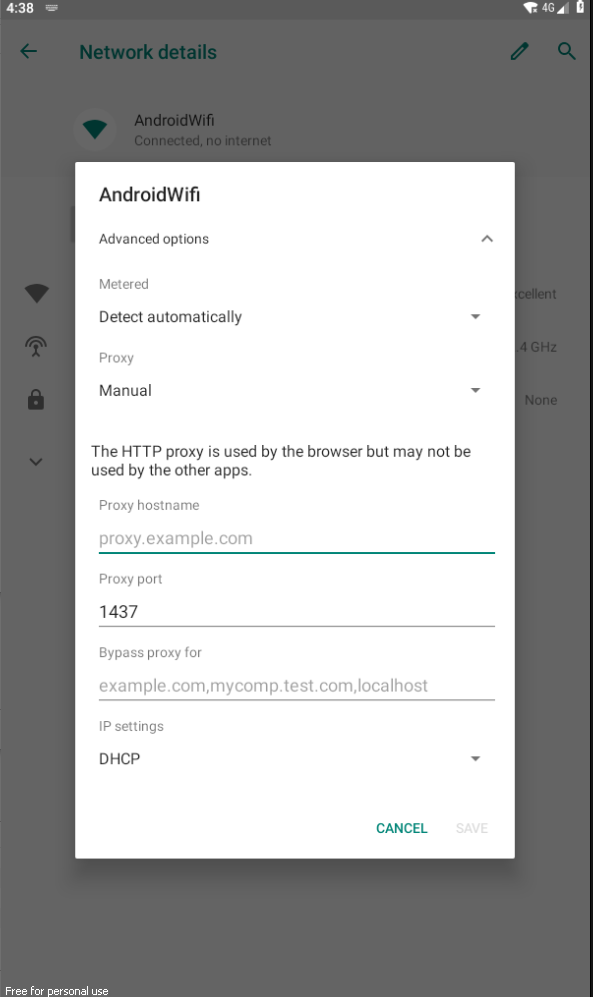 4:38
4G
Network details
AndroidWifi
Connected, no internet
AndroidWifi
Advanced options
Metered
Detect automatically
xcellent
Proxy
.4 GHz
Manual
None
The HTTP proxy is used by the browser but may not be
used by the other apps.
Proxy hostname
proxy.example.com
Proxy port
1437
Bypass proxy for
example.com,mycomp.test.com,localhost
IP settings
DHCP
CANCEL
SAVE
Free for personal use